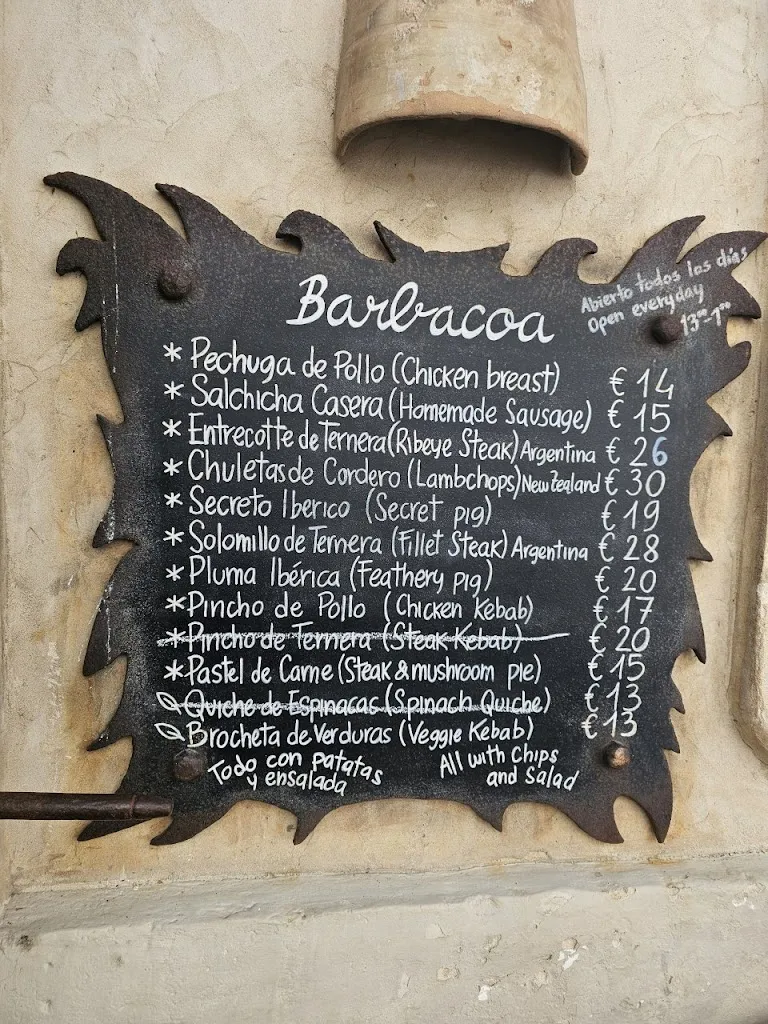 Barbacoa
Abierto todos los días
Open everyday
13⁰⁰-1⁰⁰
* Pechuga de Pollo (Chicken breast) € 14
* Salchicha Casera (Homemade Sausage) € 15
* Entrecotte de Ternera (Ribeye Steak) Argentina € 26
* Chuletas de Cordero (Lambchops) New Zealand € 30
* Secreto Iberico (Secret pig) € 19
* Solomillo de Ternera (Fillet Steak) Argentina € 28
* Pluma Ibérica (Feathery pig) € 20
* Pincho de Pollo (Chicken Kebab) € 17
* Pincho de Ternera (Steak Kebab) € 20
* Pastel de Carne (Steak & mushroom pie) € 15
Quiche de Espinacas (Spinach Quiche) € 13
Brocheta de Verduras (Veggie Kebab) € 13
Todo con patatas
y ensalada
All with Chips
and Salad